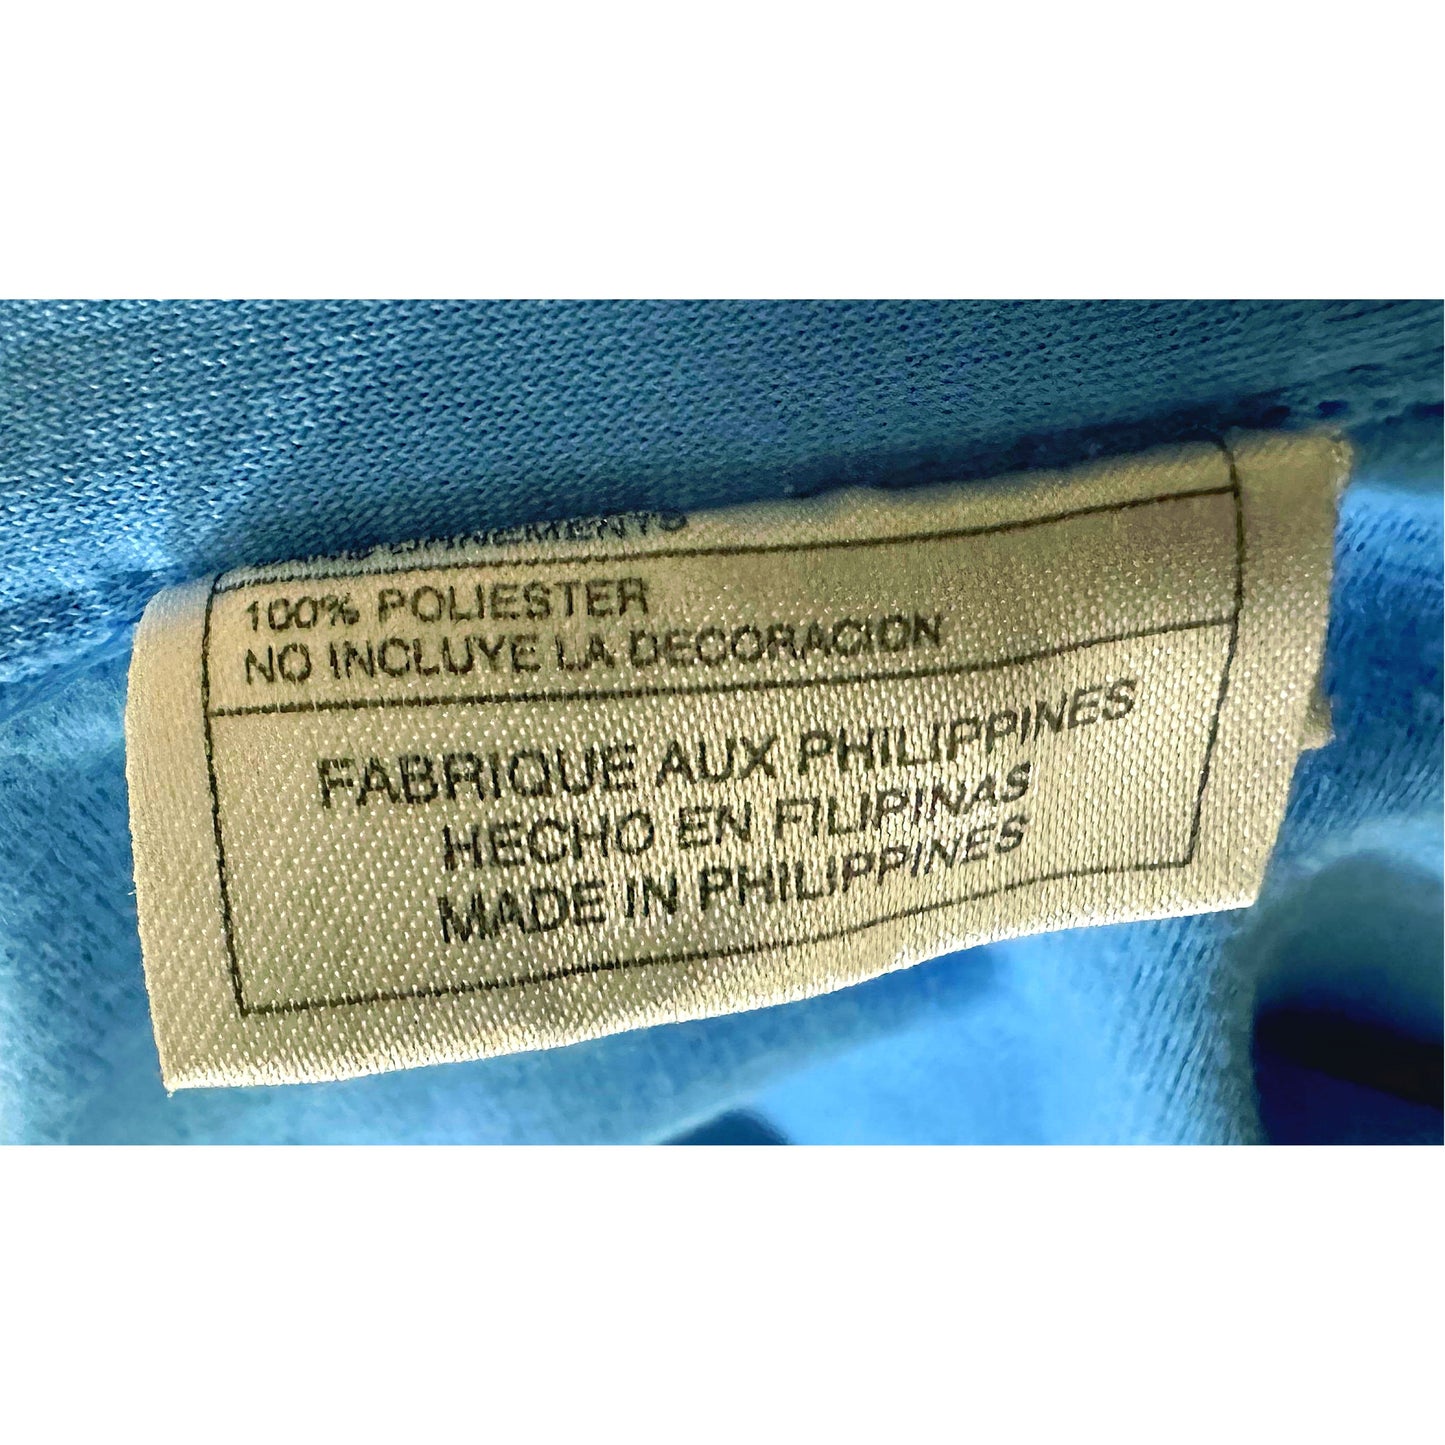 100% POLIESTER
NO INCLUYE LA DECORACION
FABRIQUE AUX PHILIPPINES
HECHO EN FILIPINAS
MADE IN PHILIPPINES